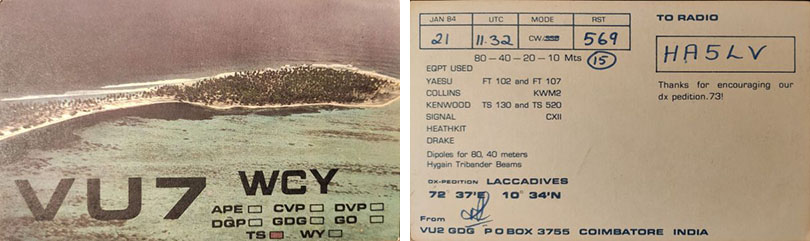 VU7 WCY
APE CVP DVP
DGP GDG GO
TS WY
JAN 84 UTC MODE RST
21 11.32 CW 569
80-40-20-10 Mts 15
EQPT USED
YAESU FT 102 and FT 107
COLLINS KWM2
KENWOOD TS 130 and TS 520
SIGNAL CXII
HEATHKIT
DRAKE
Dipoles for 80, 40 meters
Hygain Tribander Beams
DX-PEDITION LACCADIVES
72° 37'E 10° 34'N
From
VU2 GDG P O BOX 3755 COIMBATORE INDIA
TO RADIO
HA5LV
Thanks for encouraging our
dx pedition.73!